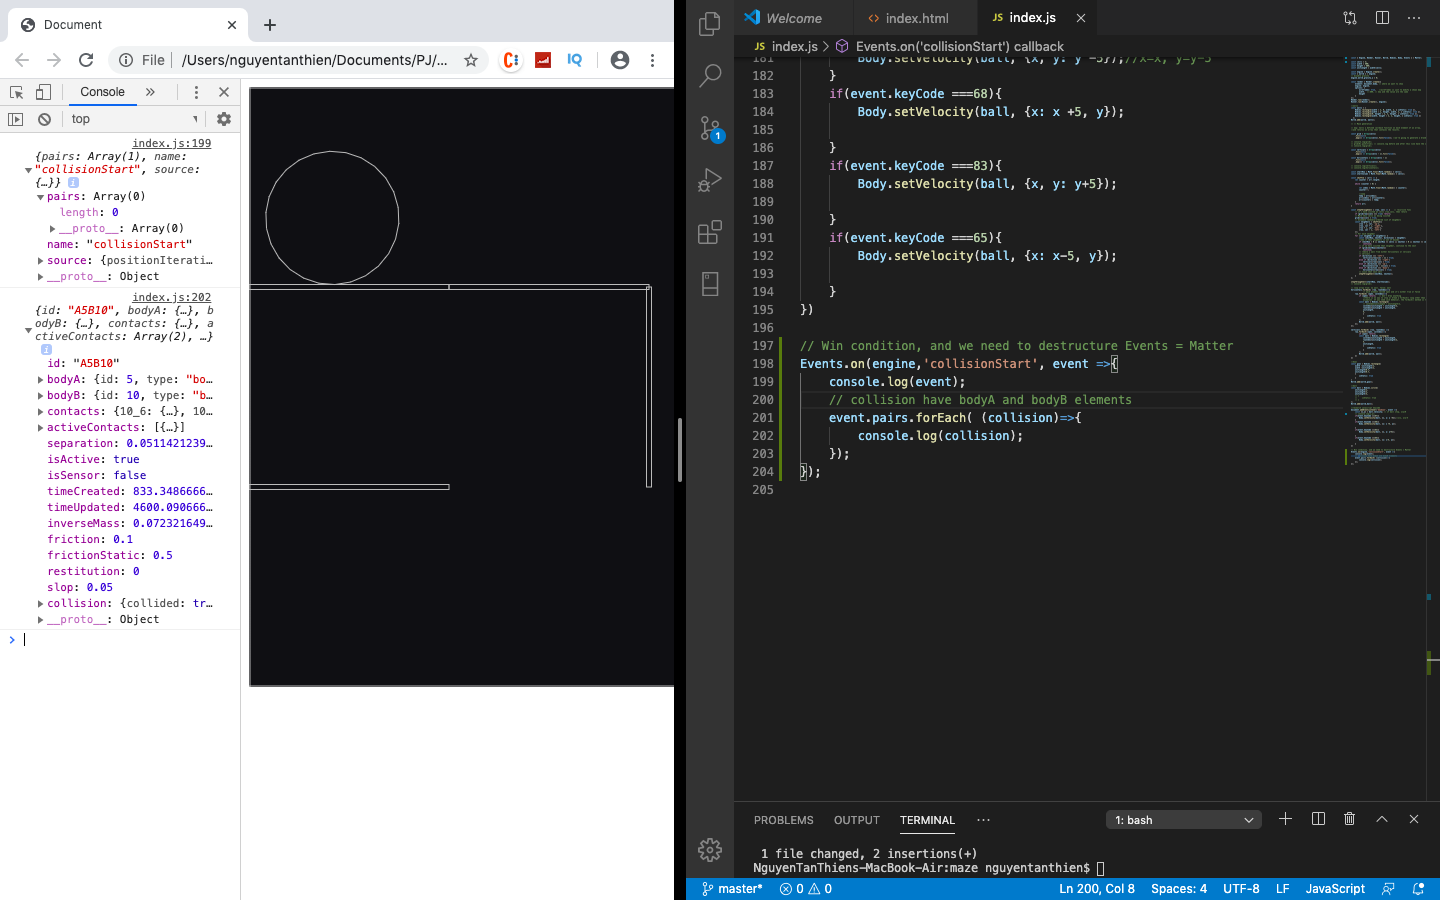 Document
File
/Users/nguyentanthien/Documents/PJ/...
Console
top
index.js:199
{pairs: Array(1), name:
"collisionStart", source:
{…}}
pairs: Array(0)
length: 0
__proto__: Array(0)
name: "collisionStart"
source: {positionIterati…
__proto__: Object
index.js:202
{id: "A5B10", bodyA: {…}, b
odyB: {…}, contacts: {…}, a
ctiveContacts: Array(2), …}
id: "A5B10"
bodyA: {id: 5, type: "bo…
bodyB: {id: 10, type: "b…
contacts: {10_6: {…}, 10…
activeContacts: [{…}]
separation: 0.0511421239…
isActive: true
isSensor: false
timeCreated: 833.3486666…
timeUpdated: 4600.090666…
inverseMass: 0.072321649…
friction: 0.1
frictionStatic: 0.5
restitution: 0
slop: 0.05
collision: {collided: tr…
__proto__: Object
Welcome
index.html
JS index.js
JS index.js > Events.on('collisionStart') callback
181 Body.setVelocity(ball, {x, y: y -5});//x=x, y=y-5
182 }
183 if(event.keyCode ===68){
184 Body.setVelocity(ball, {x: x +5, y});
185
186 }
187 if(event.keyCode ===83){
188 Body.setVelocity(ball, {x, y: y+5});
189
190 }
191 if(event.keyCode ===65){
192 Body.setVelocity(ball, {x: x-5, y});
193
194 }
195 })
196
197 // Win condition, and we need to destructure Events = Matter
198 Events.on(engine,'collisionStart', event =>{
199 console.log(event);
200 // collision have bodyA and bodyB elements
201 event.pairs.forEach( (collision)=>{
202 console.log(collision);
203 });
204 });
205
PROBLEMS OUTPUT TERMINAL ···
1: bash
1 file changed, 2 insertions(+)
NguyenTanThiens-MacBook-Air:maze nguyentanthien$
master* 0 0
Ln 200, Col 8 Spaces: 4 UTF-8 LF JavaScript